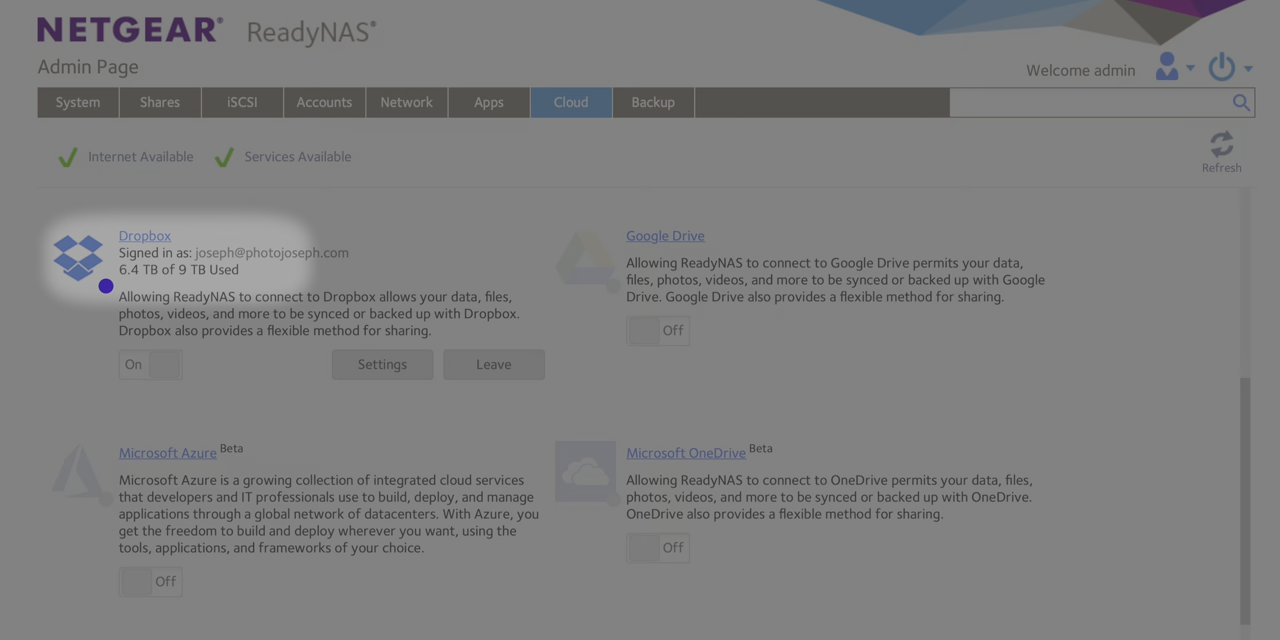 NETGEAR® ReadyNAS®
Admin Page
Welcome admin
System Shares iSCSI Accounts Network Apps Cloud Backup
Internet Available Services Available
Refresh
Dropbox
Signed in as: joseph@photojoseph.com
6.4 TB of 9 TB Used
Allowing ReadyNAS to connect to Dropbox allows your data, files,
photos, videos, and more to be synced or backed up with Dropbox.
Dropbox also provides a flexible method for sharing.
On
Settings Leave
Google Drive
Allowing ReadyNAS to connect to Google Drive permits your data,
files, photos, videos, and more to be synced or backed up with Google
Drive. Google Drive also provides a flexible method for sharing.
Off
Microsoft Azure Beta
Microsoft Azure is a growing collection of integrated cloud services
that developers and IT professionals use to build, deploy, and manage
applications through a global network of datacenters. With Azure, you
get the freedom to build and deploy wherever you want, using the
tools, applications, and frameworks of your choice.
Off
Microsoft OneDrive Beta
Allowing ReadyNAS to connect to OneDrive permits your data, files,
photos, videos, and more to be synced or backed up with OneDrive.
OneDrive also provides a flexible method for sharing.
Off